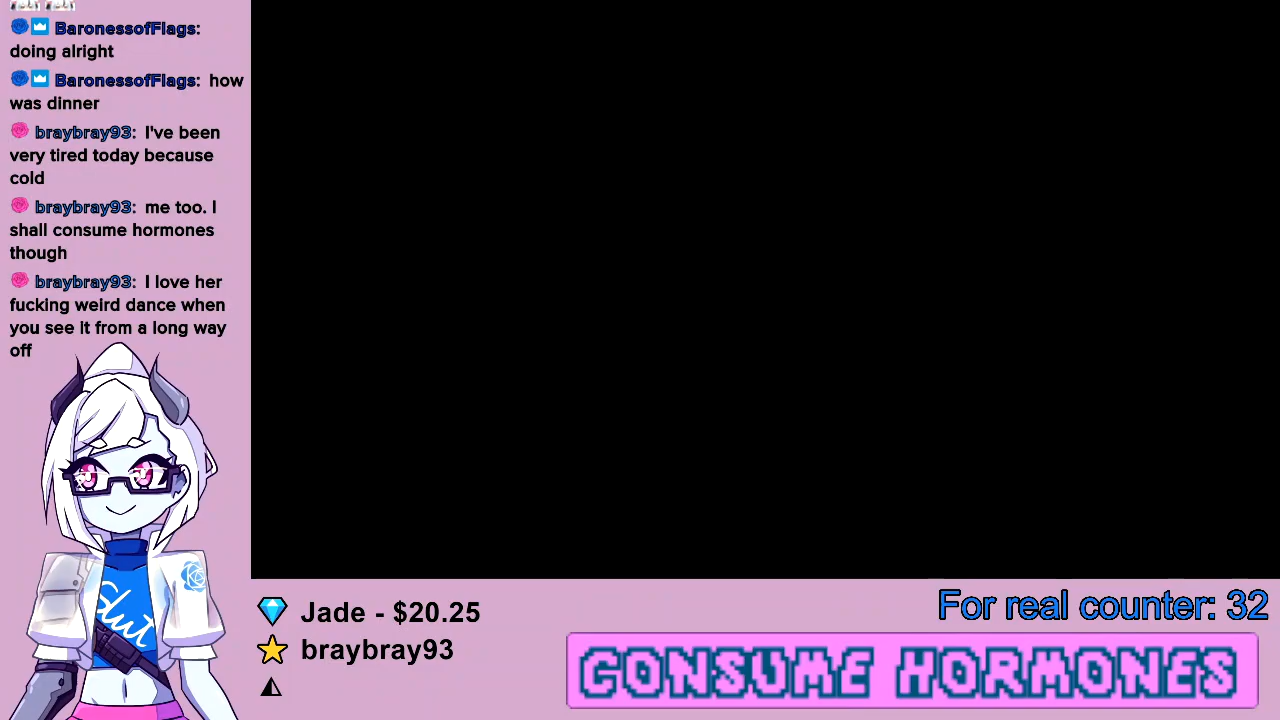 BaronessofFlags:
doing alright
BaronessofFlags: how
was dinner
braybray93: I've been
very tired today because
cold
braybray93: me too. I
shall consume hormones
though
braybray93: I love her
fucking weird dance when
you see it from a long way
off
Slut
Jade - $20.25
braybray93
For real counter: 32
CONSUME HORMONES